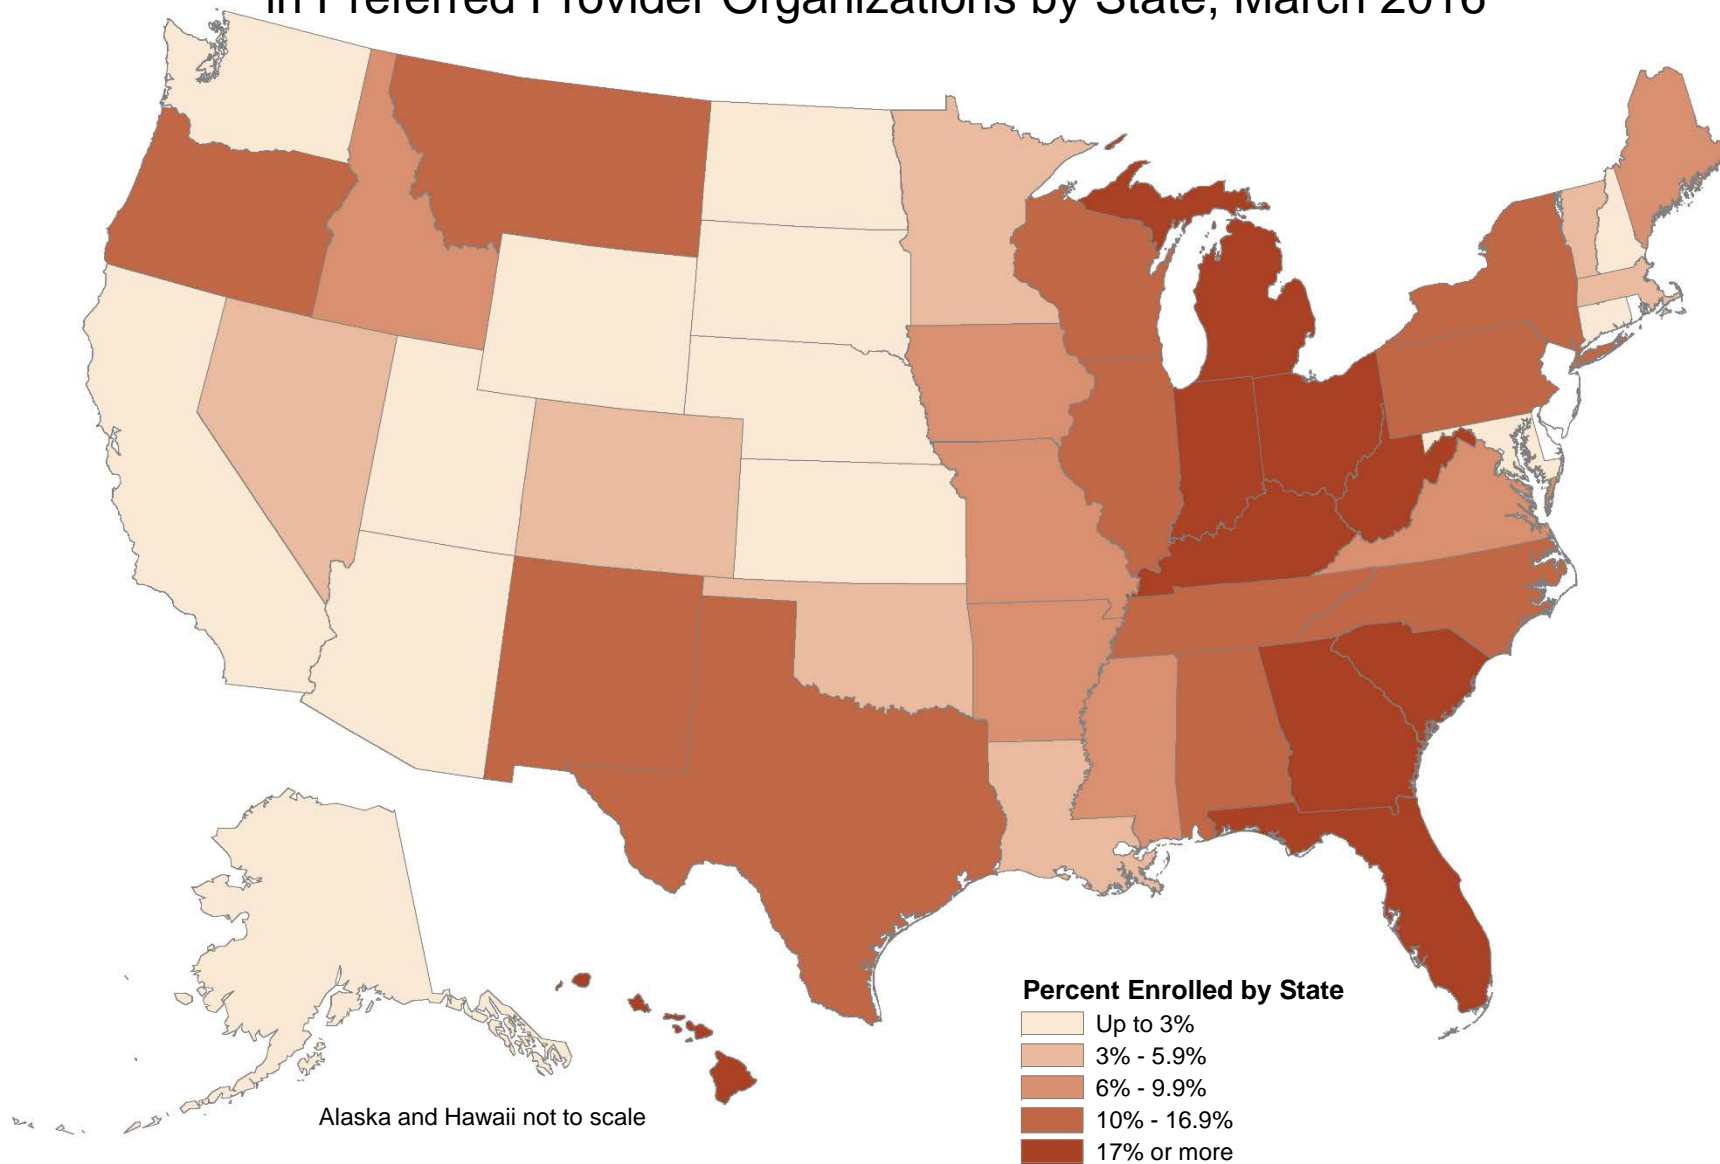 in Preferred Provider Organizations by State, March 2016
Percent Enrolled by State
Up to 3%
3% - 5.9%
6% - 9.9%
10% - 16.9%
17% or more
Alaska and Hawaii not to scale